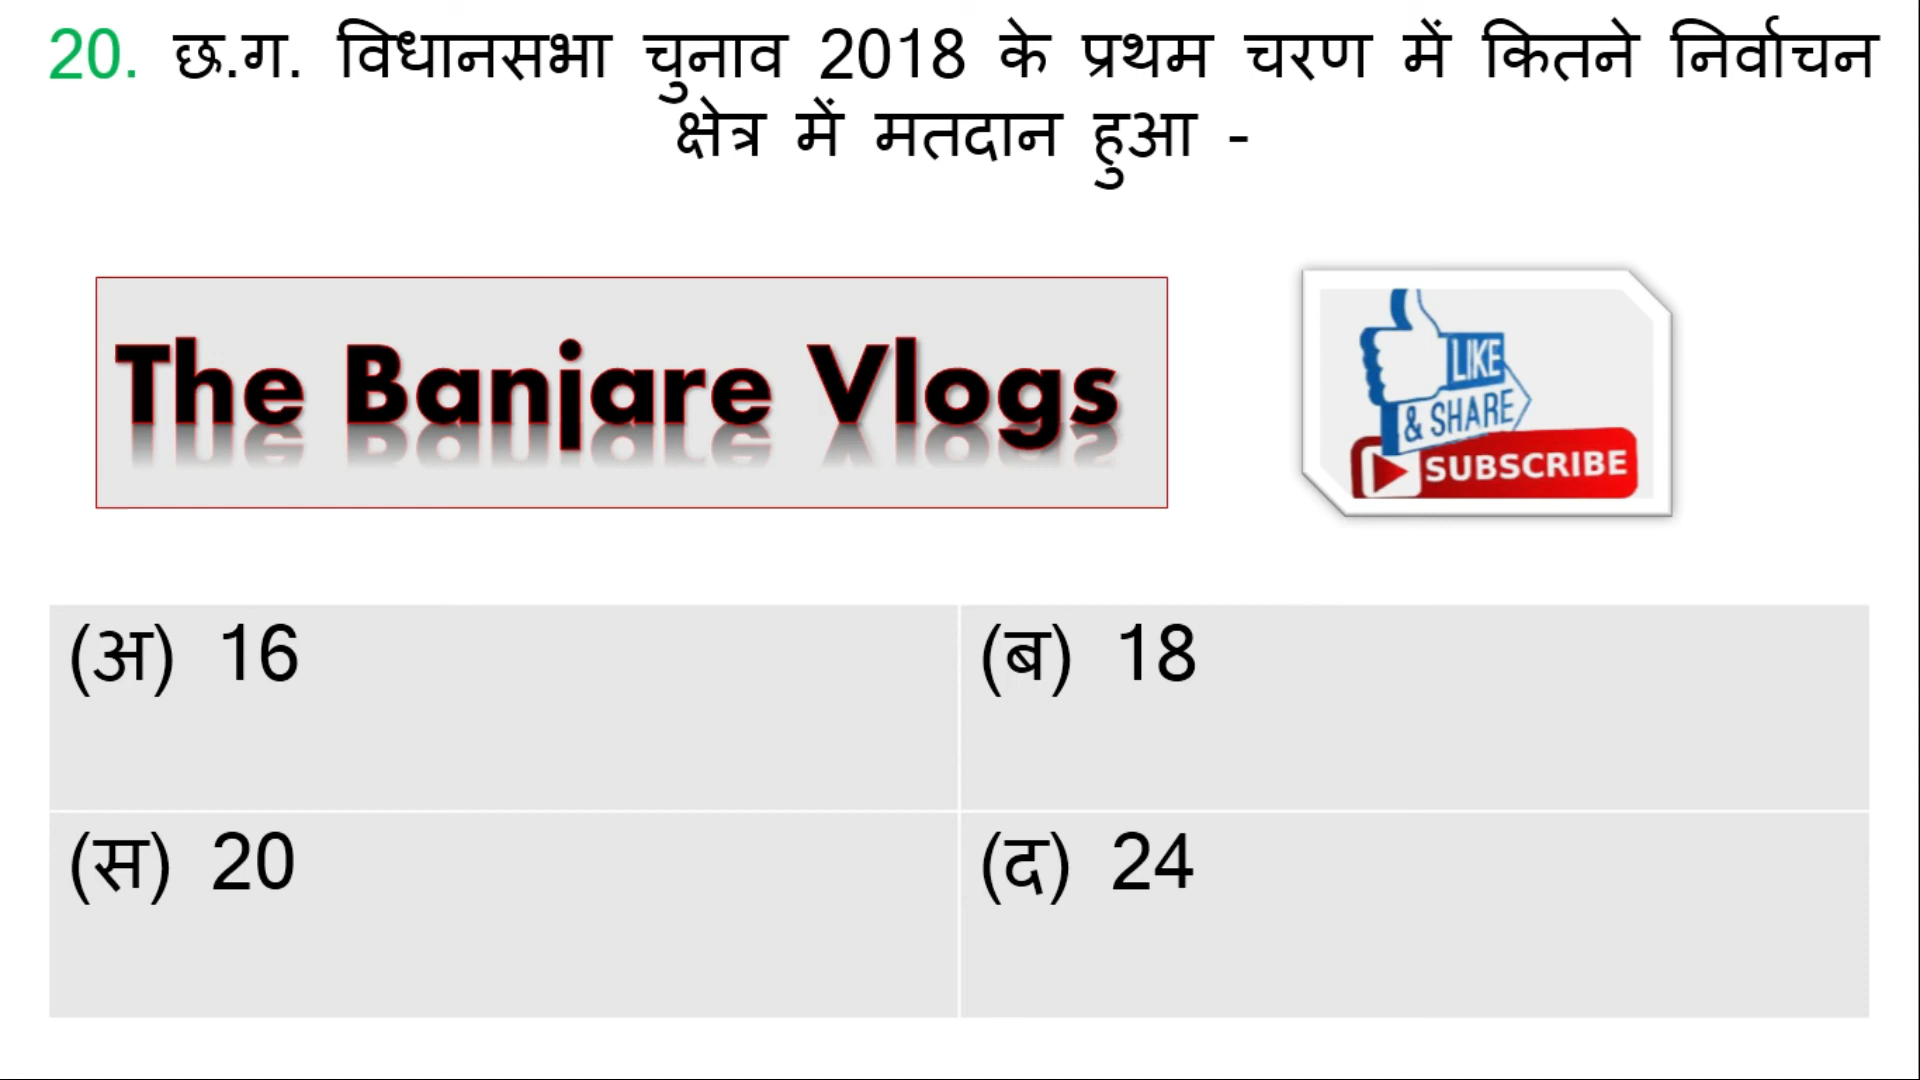 20. छ.ग. विधानसभा चुनाव 2018 के प्रथम चरण में कितने निर्वाचन
क्षेत्र में मतदान हुआ -
The Banjare Vlogs
LIKE
& SHARE
SUBSCRIBE
(अ) 16
(ब) 18
(स) 20
(द) 24